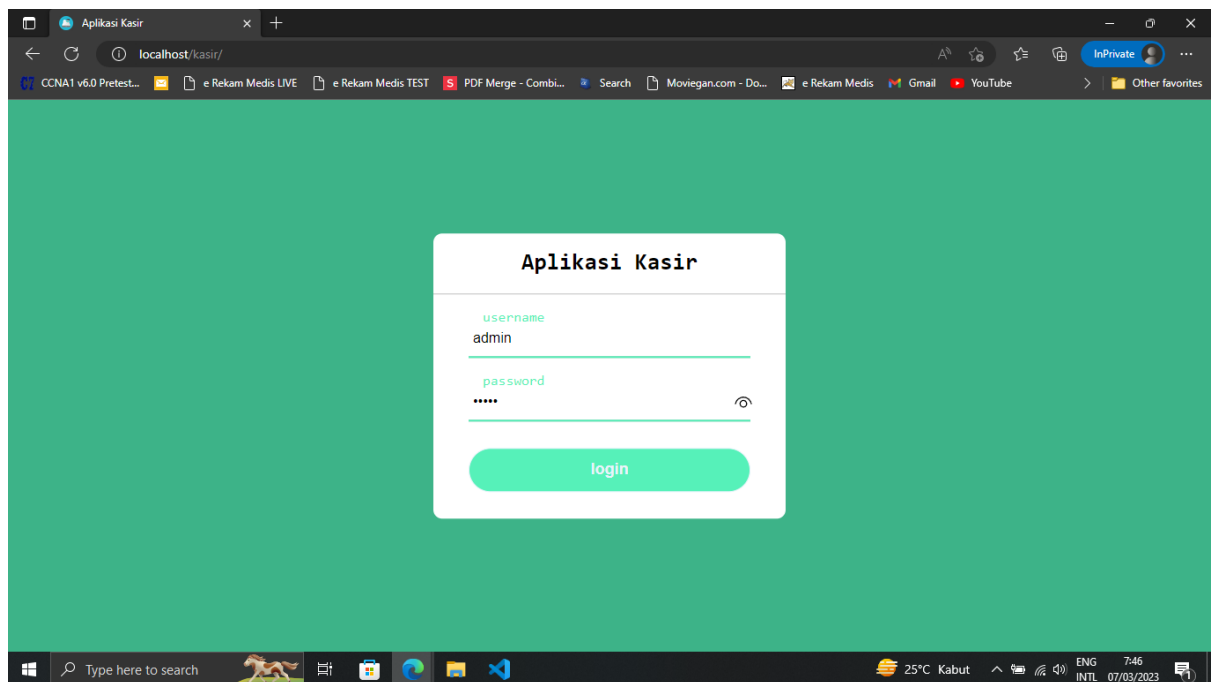 Aplikasi Kasir
localhost/kasir/
InPrivate
CCNA1 v6.0 Pretest...
e Rekam Medis LIVE
e Rekam Medis TEST
S
PDF Merge - Combi...
Search
Moviegan.com - Do...
e Rekam Medis
Gmail
YouTube
Other favorites
Aplikasi Kasir
username
admin
password
•••••
login
Type here to search
25°C Kabut
ENG
INTL
7:46
07/03/2023
1